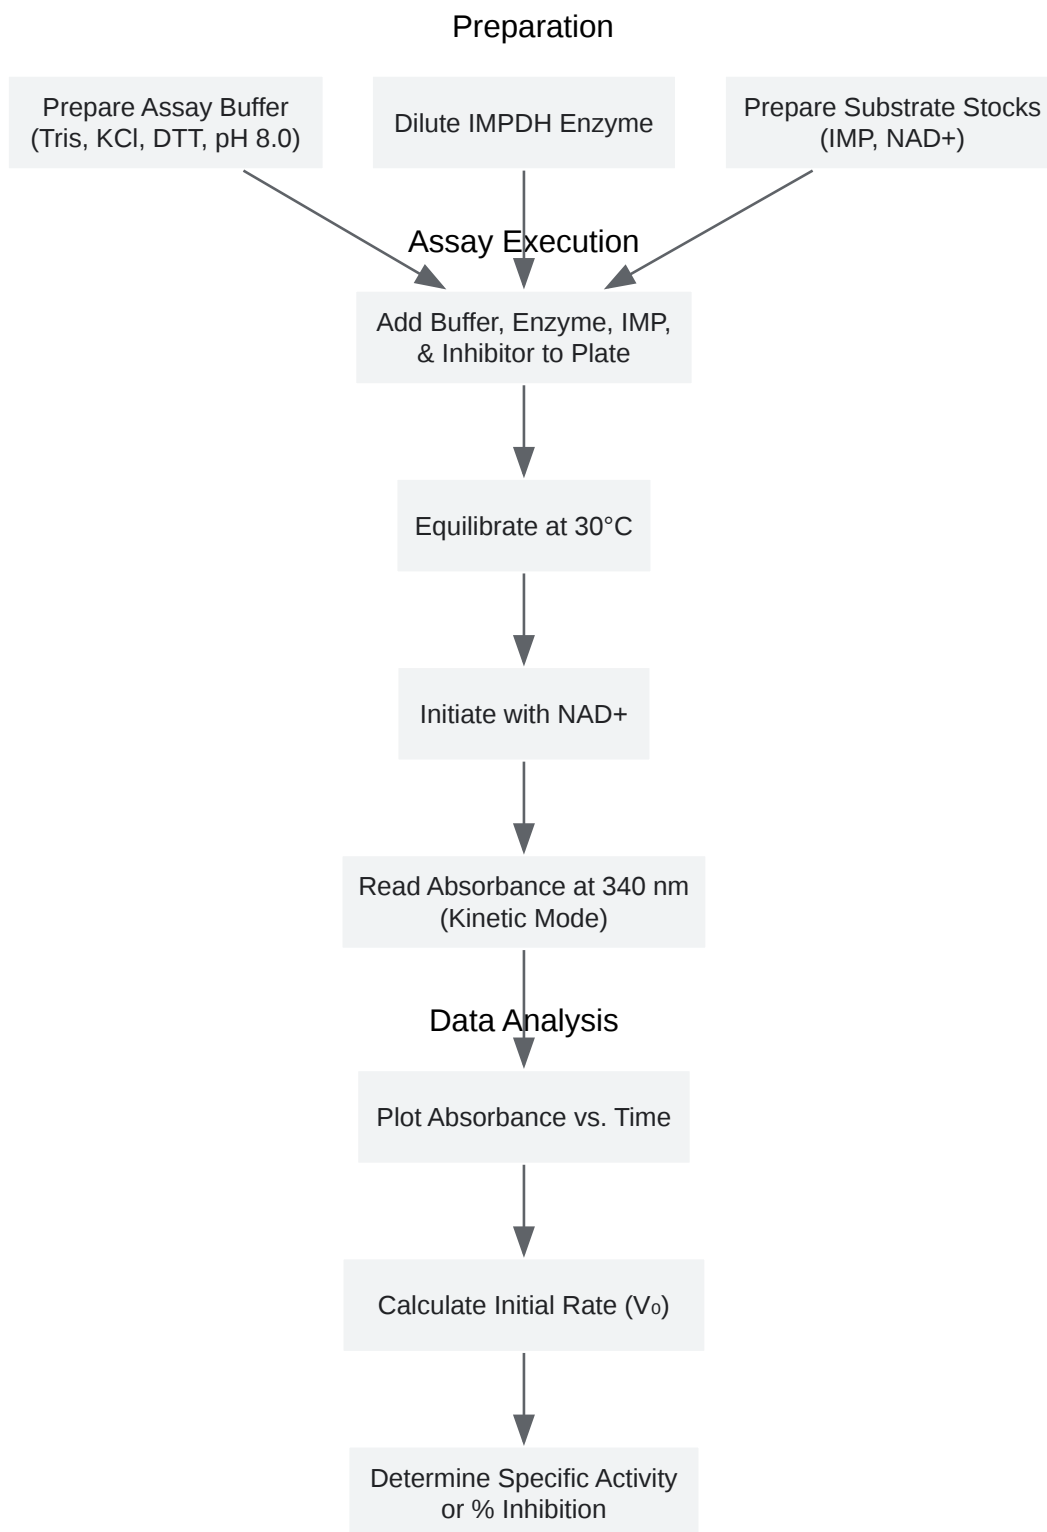 Preparation
Prepare Assay Buffer
(Tris, KCl, DTT, pH 8.0)
Dilute IMPDH Enzyme
Prepare Substrate Stocks
(IMP, NAD+)
Assay Execution
Add Buffer, Enzyme, IMP,
& Inhibitor to Plate
Equilibrate at 30°C
Initiate with NAD+
Read Absorbance at 340 nm
(Kinetic Mode)
Data Analysis
Plot Absorbance vs. Time
Calculate Initial Rate (V₀)
Determine Specific Activity
or % Inhibition